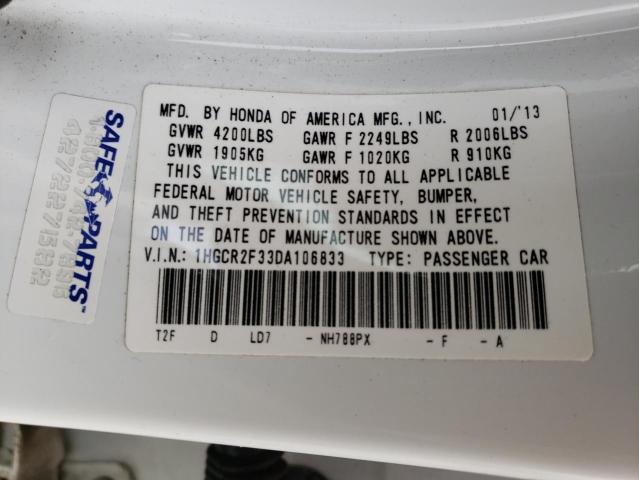 MFD. BY HONDA OF AMERICA MFG., INC. 01/'13
GVWR 4200LBS GAWR F 2249LBS R 2006LBS
GVWR 1905KG GAWR F 1020KG R 910KG
THIS VEHICLE CONFORMS TO ALL APPLICABLE
FEDERAL MOTOR VEHICLE SAFETY, BUMPER,
AND THEFT PREVENTION STANDARDS IN EFFECT
ON THE DATE OF MANUFACTURE SHOWN ABOVE.
V.I.N.: 1HGCR2F33DA106833 TYPE: PASSENGER CAR
T2F D LD7 - NH788PX - F - A
SAFE PARTS